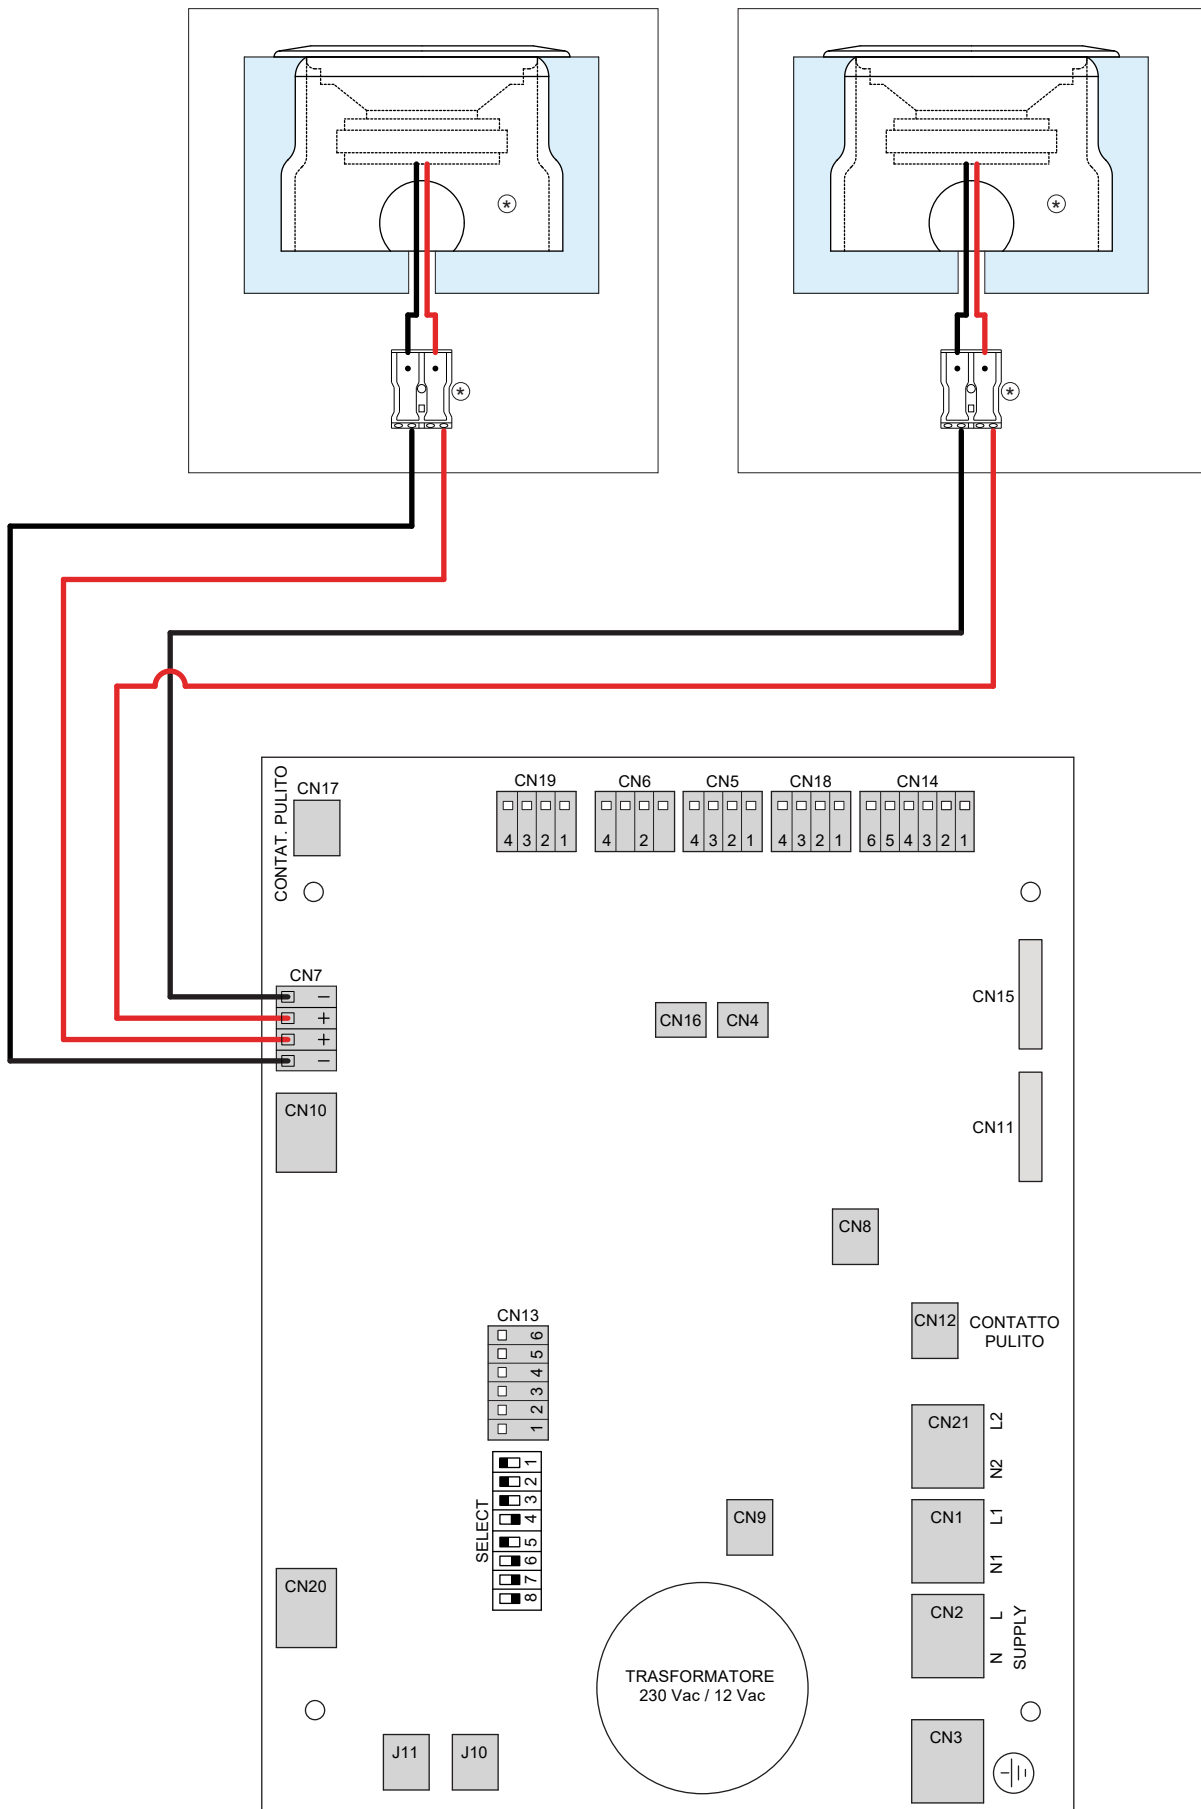 *
*
*
*
CONTAT. PULITO
CN17
CN19
4 3 2 1
CN6
4 2
CN5
4 3 2 1
CN18
4 3 2 1
CN14
6 5 4 3 2 1
CN7
−
+
+
−
CN16
CN4
CN15
CN10
CN11
CN8
CN13
6
5
4
3
2
1
CN12
CONTATTO
PULITO
SELECT
1
2
3
4
5
6
7
8
CN21
L2
N2
CN9
CN1
L1
N1
CN20
CN2
L
N
SUPPLY
TRASFORMATORE
230 Vac / 12 Vac
J11
J10
CN3